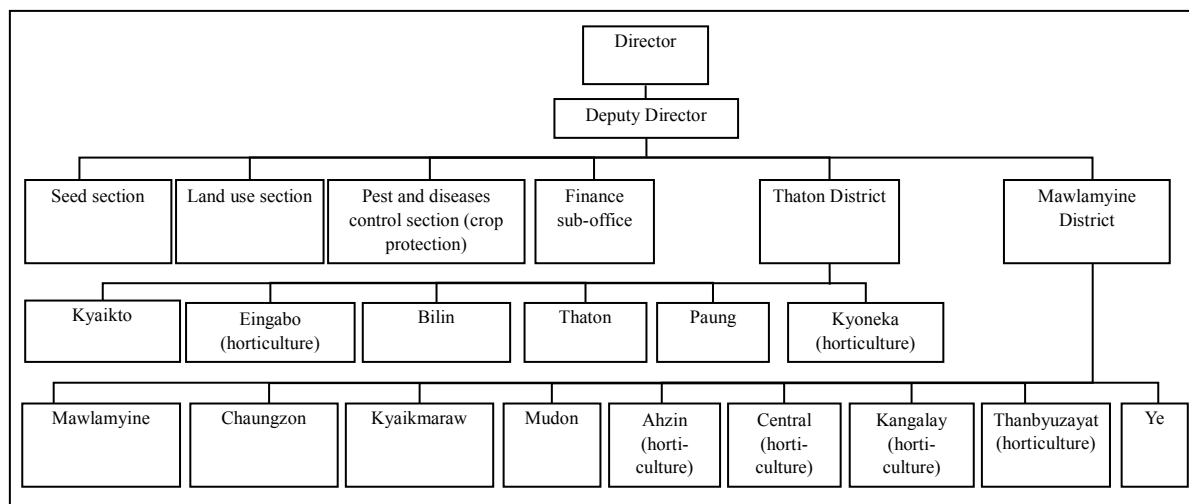 Director
Deputy Director
Seed section
Land use section
Pest and diseases
control section (crop
protection)
Finance
sub-office
Thaton District
Mawlamyine
District
Kyaikto
Eingabo
(horticulture)
Bilin
Thaton
Paung
Kyoneka
(horticulture)
Mawlamyine
Chaungzon
Kyaikmaraw
Mudon
Ahzin
(horti-
culture)
Central
(horti-
culture)
Kangalay
(horti-
culture)
Thanbyuzayat
(horticulture)
Ye